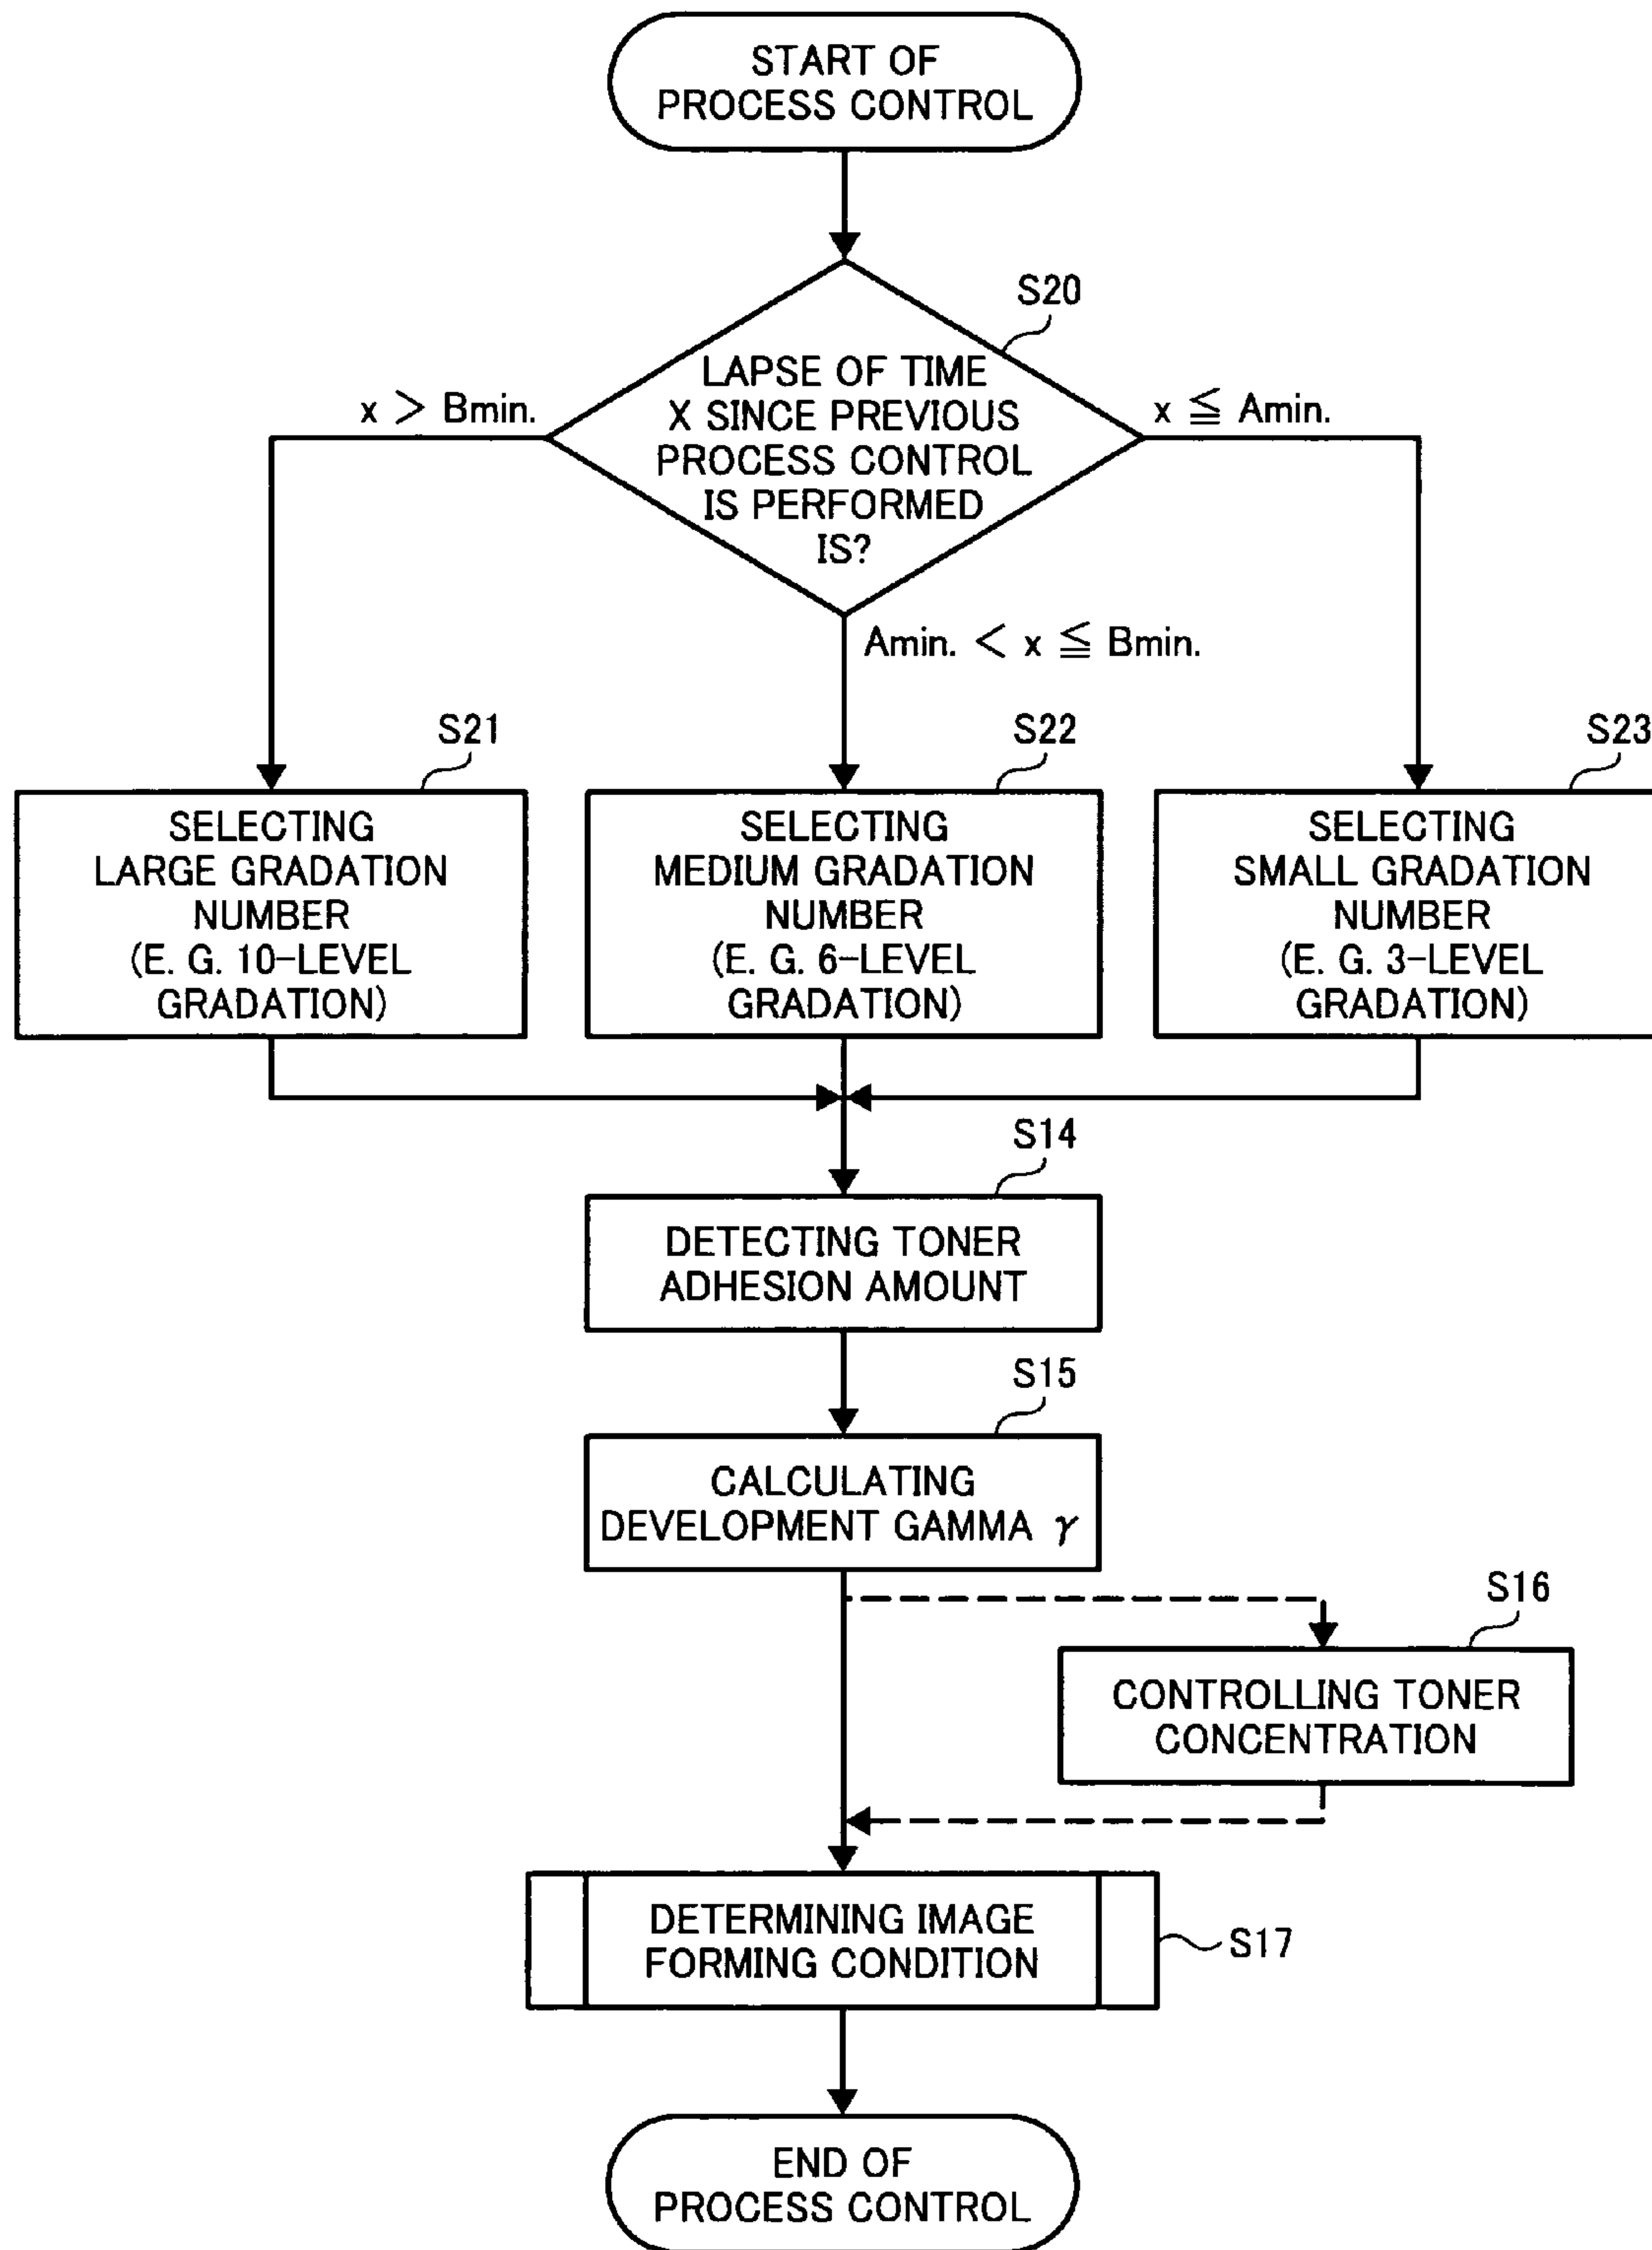 START OF
PROCESS CONTROL
S20
LAPSE OF TIME
X SINCE PREVIOUS
PROCESS CONTROL
IS PERFORMED
IS?
x > Bmin.
x ≦ Amin.
Amin. < x ≦ Bmin.
S21
SELECTING
LARGE GRADATION
NUMBER
(E. G. 10-LEVEL
GRADATION)
S22
SELECTING
MEDIUM GRADATION
NUMBER
(E. G. 6-LEVEL
GRADATION)
S23
SELECTING
SMALL GRADATION
NUMBER
(E. G. 3-LEVEL
GRADATION)
S14
DETECTING TONER
ADHESION AMOUNT
S15
CALCULATING
DEVELOPMENT GAMMA γ
S16
CONTROLLING TONER
CONCENTRATION
DETERMINING IMAGE
FORMING CONDITION
S17
END OF
PROCESS CONTROL